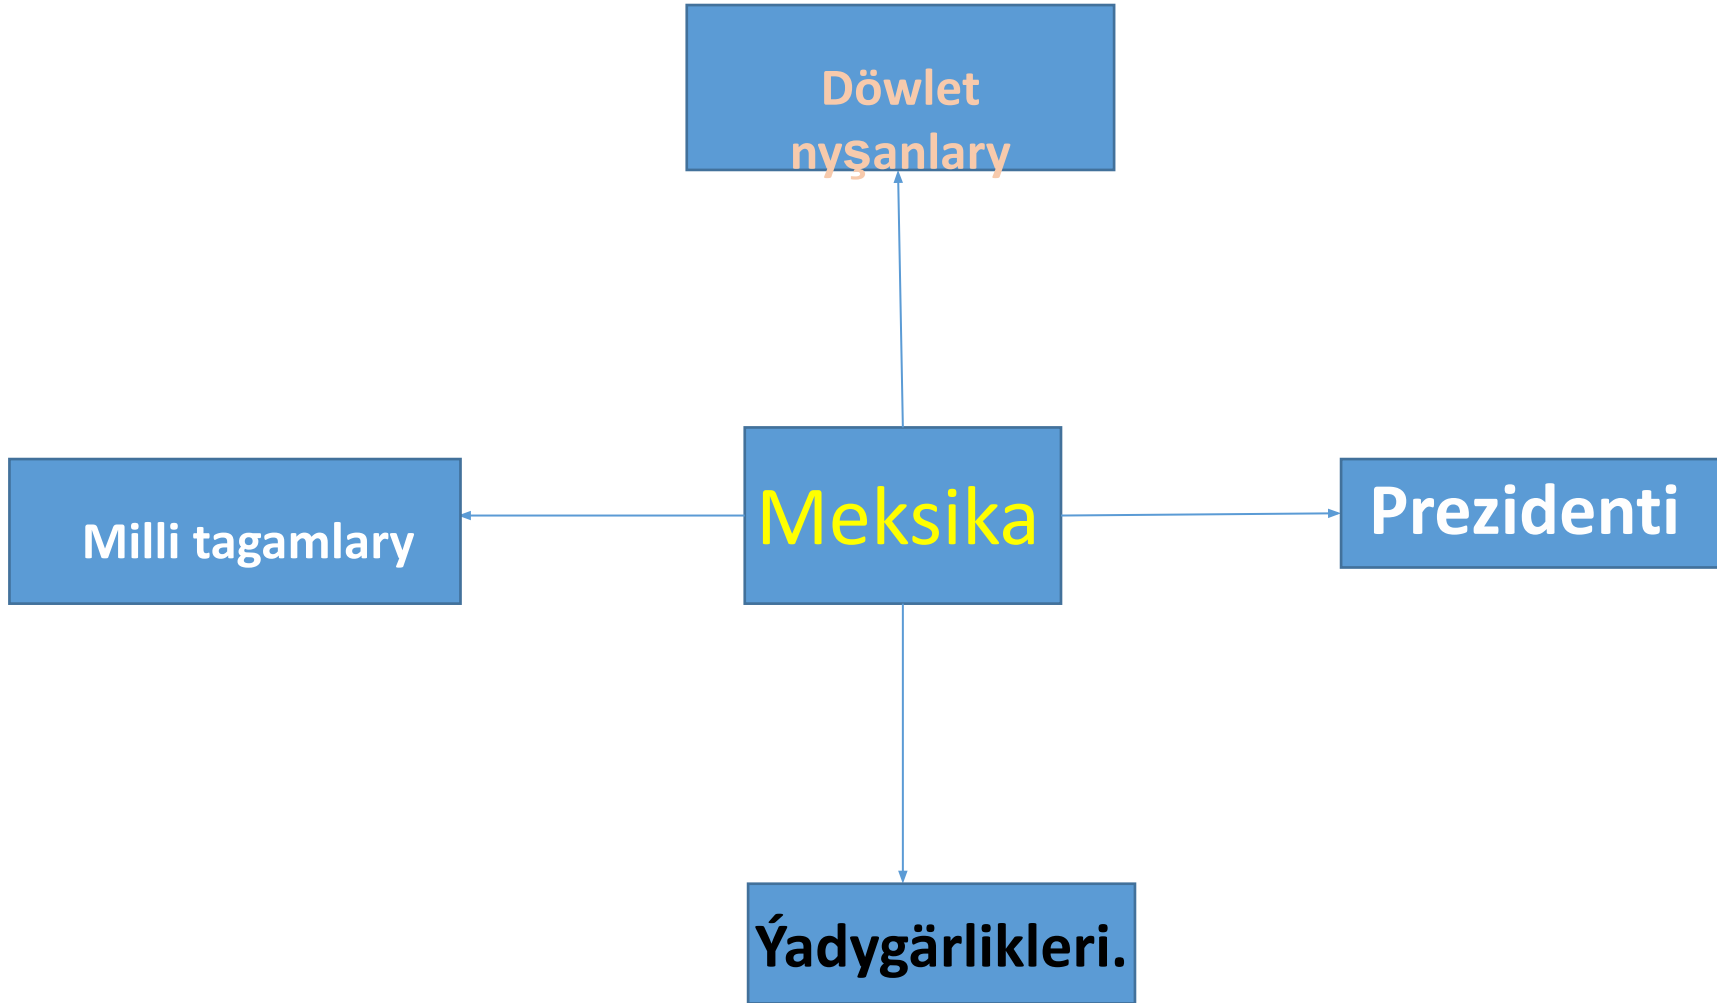 Döwlet
nyşanlary
Milli tagamlary
Meksika
Prezidenti
Ýadygärlikleri.